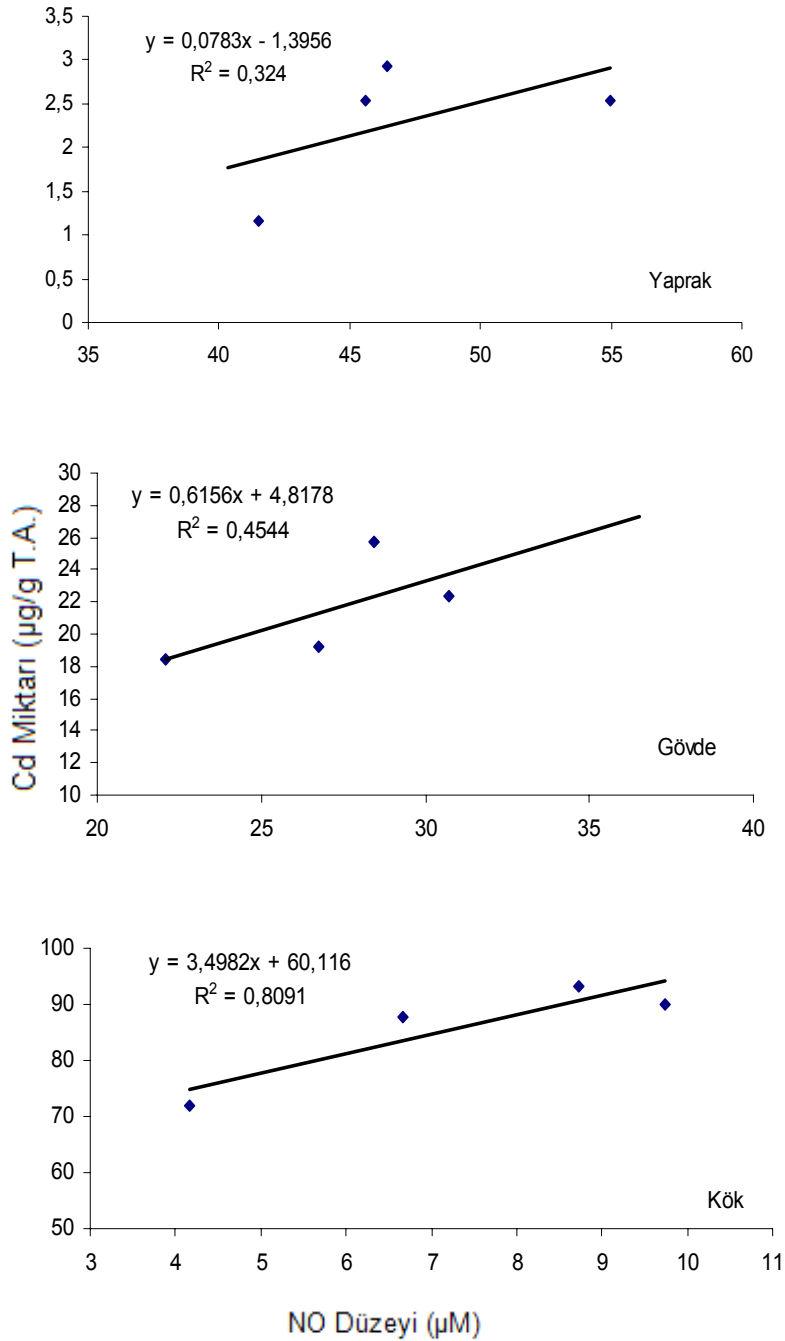 3,5
3
2,5
2
1,5
1
0,5
0
y = 0,0783x - 1,3956
R² = 0,324
Yaprak
35 40 45 50 55 60
Cd Miktarı (µg/g T.A.)
30
28
26
24
22
20
18
16
14
12
10
y = 0,6156x + 4,8178
R² = 0,4544
Gövde
20 25 30 35 40
100
90
80
70
60
50
y = 3,4982x + 60,116
R² = 0,8091
Kök
3 4 5 6 7 8 9 10 11
NO Düzeyi (µM)